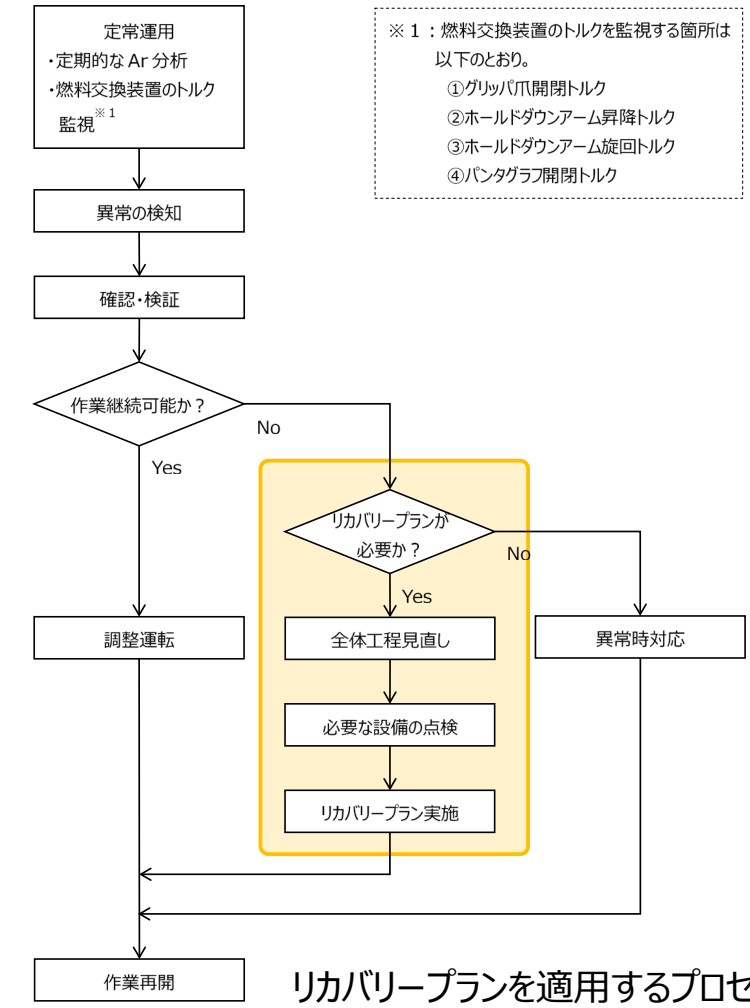 定常運用
・定期的な Ar 分析
・燃料交換装置のトルク
監視※1
※1：燃料交換装置のトルクを監視する箇所は
以下のとおり。
①グリッパ爪開閉トルク
②ホールドダウンアーム昇降トルク
③ホールドダウンアーム旋回トルク
④パンタグラフ開閉トルク
異常の検知
確認・検証
作業継続可能か？
No
Yes
リカバリープランが
必要か？
No
Yes
調整運転
全体工程見直し
異常時対応
必要な設備の点検
リカバリープラン実施
作業再開
リカバリープランを適用するプロセ